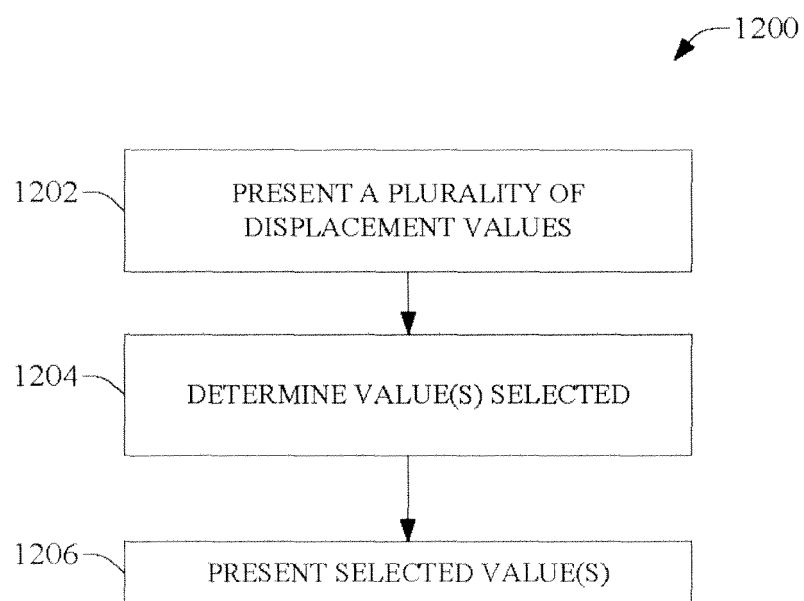 1200
1202
PRESENT A PLURALITY OF
DISPLACEMENT VALUES
1204
DETERMINE VALUE(S) SELECTED
1206
PRESENT SELECTED VALUE(S)